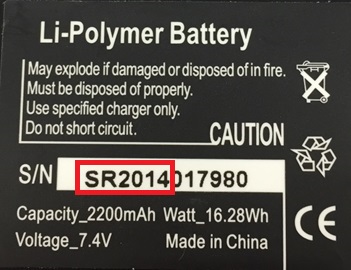 Li-Polymer Battery
May explode if damaged or disposed of in fire.
Must be disposed of properly.
Use specified charger only.
Do not short circuit.
CAUTION
S/N SR2014017980
Capacity_2200mAh Watt_16.28Wh
Voltage_7.4V Made in China
CE